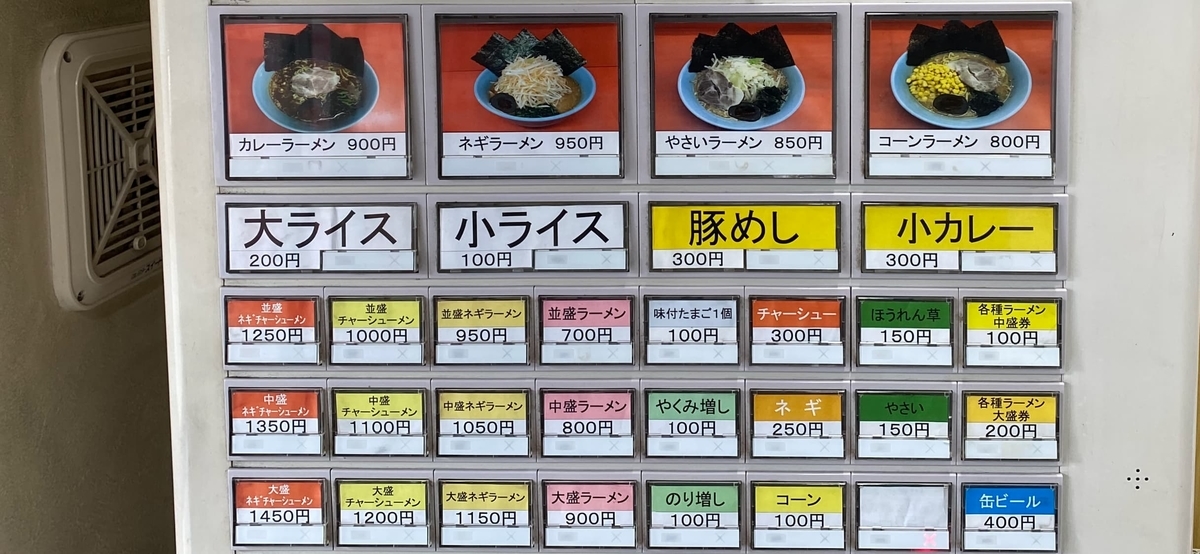 カレーラーメン 900円
ネギラーメン 950円
やさいラーメン 850円
コーンラーメン 800円
大ライス
200円
小ライス
100円
豚めし
300円
小カレー
300円
並盛
ネギチャーシューメン
1250円
並盛
チャーシューメン
1000円
並盛ネギラーメン
950円
並盛ラーメン
700円
味付たまご1個
100円
チャーシュー
300円
ほうれん草
150円
各種ラーメン
中盛券
100円
中盛
ネギチャーシューメン
1350円
中盛
チャーシューメン
1100円
中盛ネギラーメン
1050円
中盛ラーメン
800円
やくみ増し
100円
ネギ
250円
やさい
150円
各種ラーメン
大盛券
200円
大盛
ネギチャーシューメン
1450円
大盛
チャーシューメン
1200円
大盛ネギラーメン
1150円
大盛ラーメン
900円
のり増し
100円
コーン
100円
缶ビール
400円